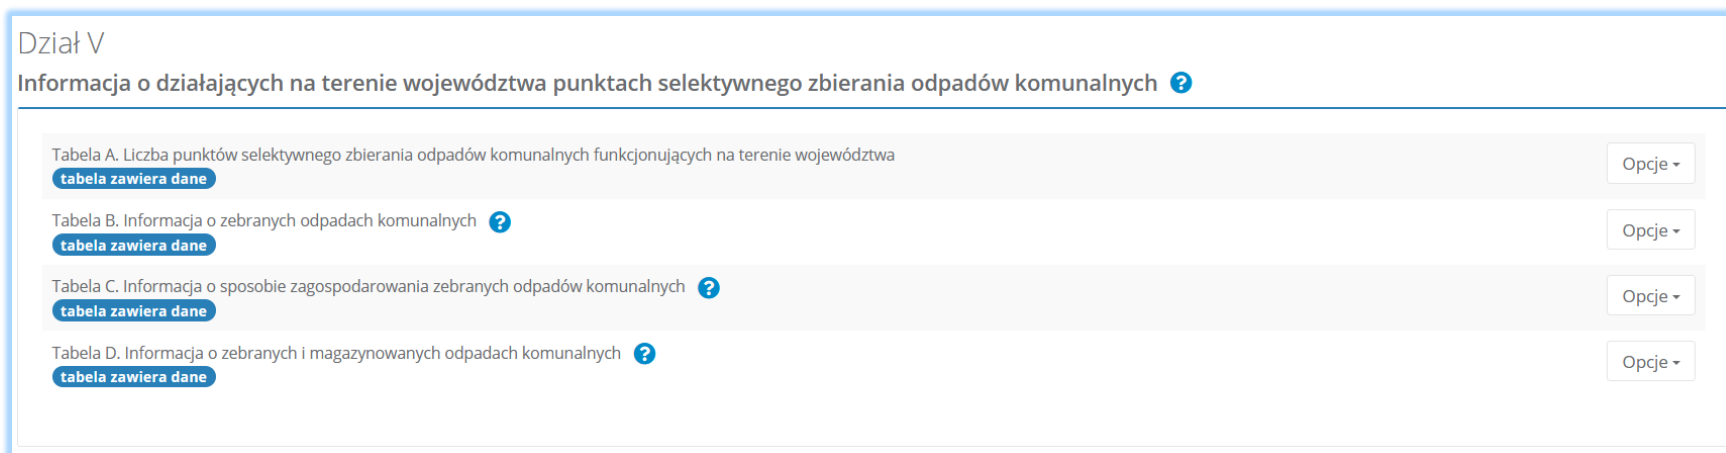 Dział V
Informacja o działających na terenie województwa punktach selektywnego zbierania odpadów komunalnych ?
Tabela A. Liczba punktów selektywnego zbierania odpadów komunalnych funkcjonujących na terenie województwa
tabela zawiera dane
Opcje
Tabela B. Informacja o zebranych odpadach komunalnych ?
tabela zawiera dane
Opcje
Tabela C. Informacja o sposobie zagospodarowania zebranych odpadów komunalnych ?
tabela zawiera dane
Opcje
Tabela D. Informacja o zebranych i magazynowanych odpadach komunalnych ?
tabela zawiera dane
Opcje